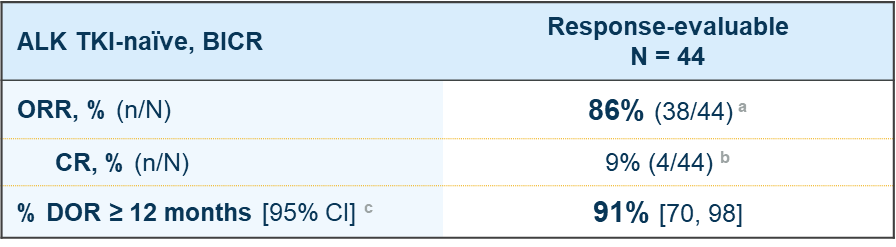 ALK TKI-naïve, BICR
Response-evaluable
N = 44
ORR, % (n/N)
86% (38/44) a
CR, % (n/N)
9% (4/44) b
% DOR ≥ 12 months [95% CI] c
91% [70, 98]